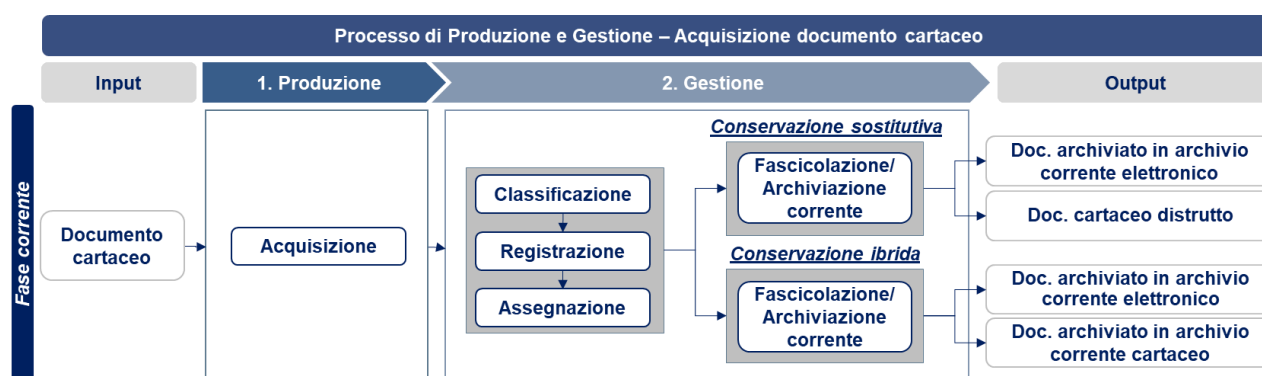 Processo di Produzione e Gestione – Acquisizione documento cartaceo
Input
1. Produzione
2. Gestione
Output
Fase corrente
Documento
cartaceo
Acquisizione
Classificazione
Registrazione
Assegnazione
Conservazione sostitutiva
Fascicolazione/
Archiviazione
corrente
Conservazione ibrida
Fascicolazione/
Archiviazione
corrente
Doc. archiviato in archivio
corrente elettronico
Doc. cartaceo distrutto
Doc. archiviato in archivio
corrente elettronico
Doc. archiviato in archivio
corrente cartaceo